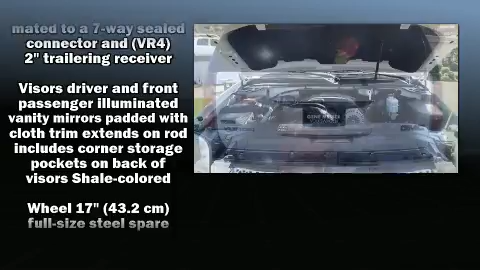 mated to a 7-way sealed
connector and (VR4)
2" trailering receiver
Visors driver and front
passenger illuminated
vanity mirrors padded with
cloth trim extends on rod
includes corner storage
pockets on back of
visors Shale-colored
Wheel 17" (43.2 cm)
full-size steel spare